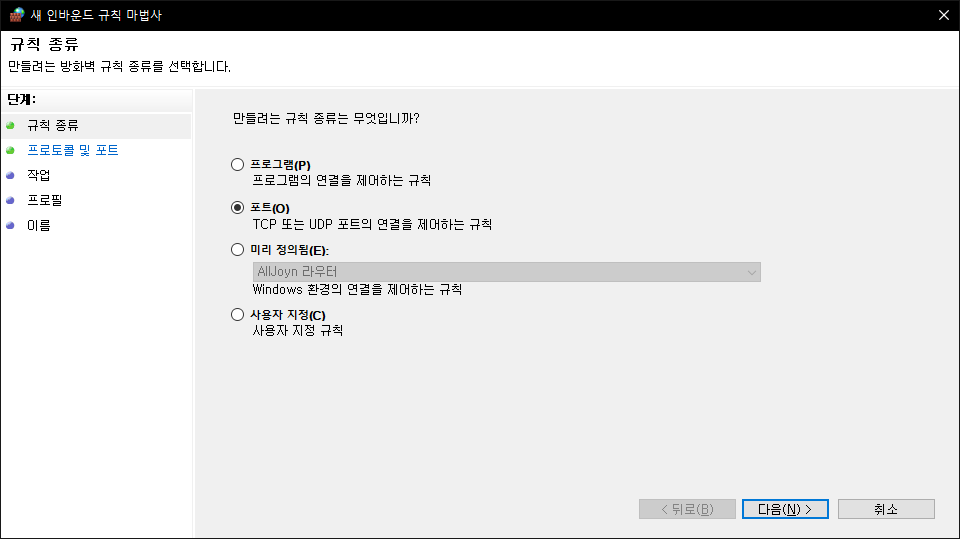 새 인바운드 규칙 마법사
규칙 종류
만들려는 방화벽 규칙 종류를 선택합니다.
단계:
규칙 종류
프로토콜 및 포트
작업
프로필
이름
만들려는 규칙 종류는 무엇입니까?
프로그램(P)
프로그램의 연결을 제어하는 규칙
포트(O)
TCP 또는 UDP 포트의 연결을 제어하는 규칙
미리 정의됨(E):
AllJoyn 라우터
Windows 환경의 연결을 제어하는 규칙
사용자 지정(C)
사용자 지정 규칙
< 뒤로(B) 다음(N) > 취소